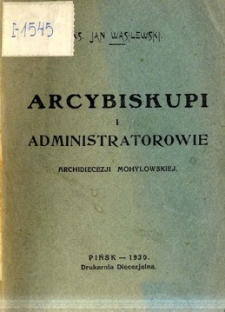 I-1545
KS. JAN WASILEWSKI.
ARCYBISKUPI
I
ADMINISTRATOROWIE
ARCHIDIECEZJI MOHYLOWSKIEJ.
PIŃSK — 1930.
Drukarnia Diecezjalna.